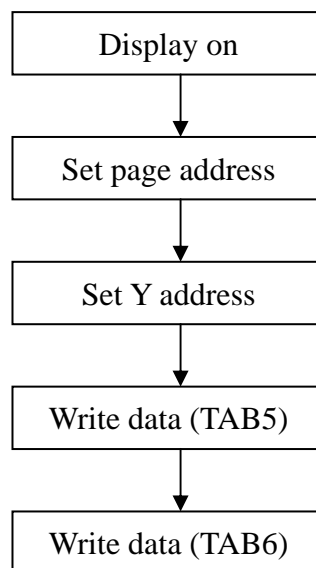 Display on
Set page address
Set Y address
Write data (TAB5)
Write data (TAB6)